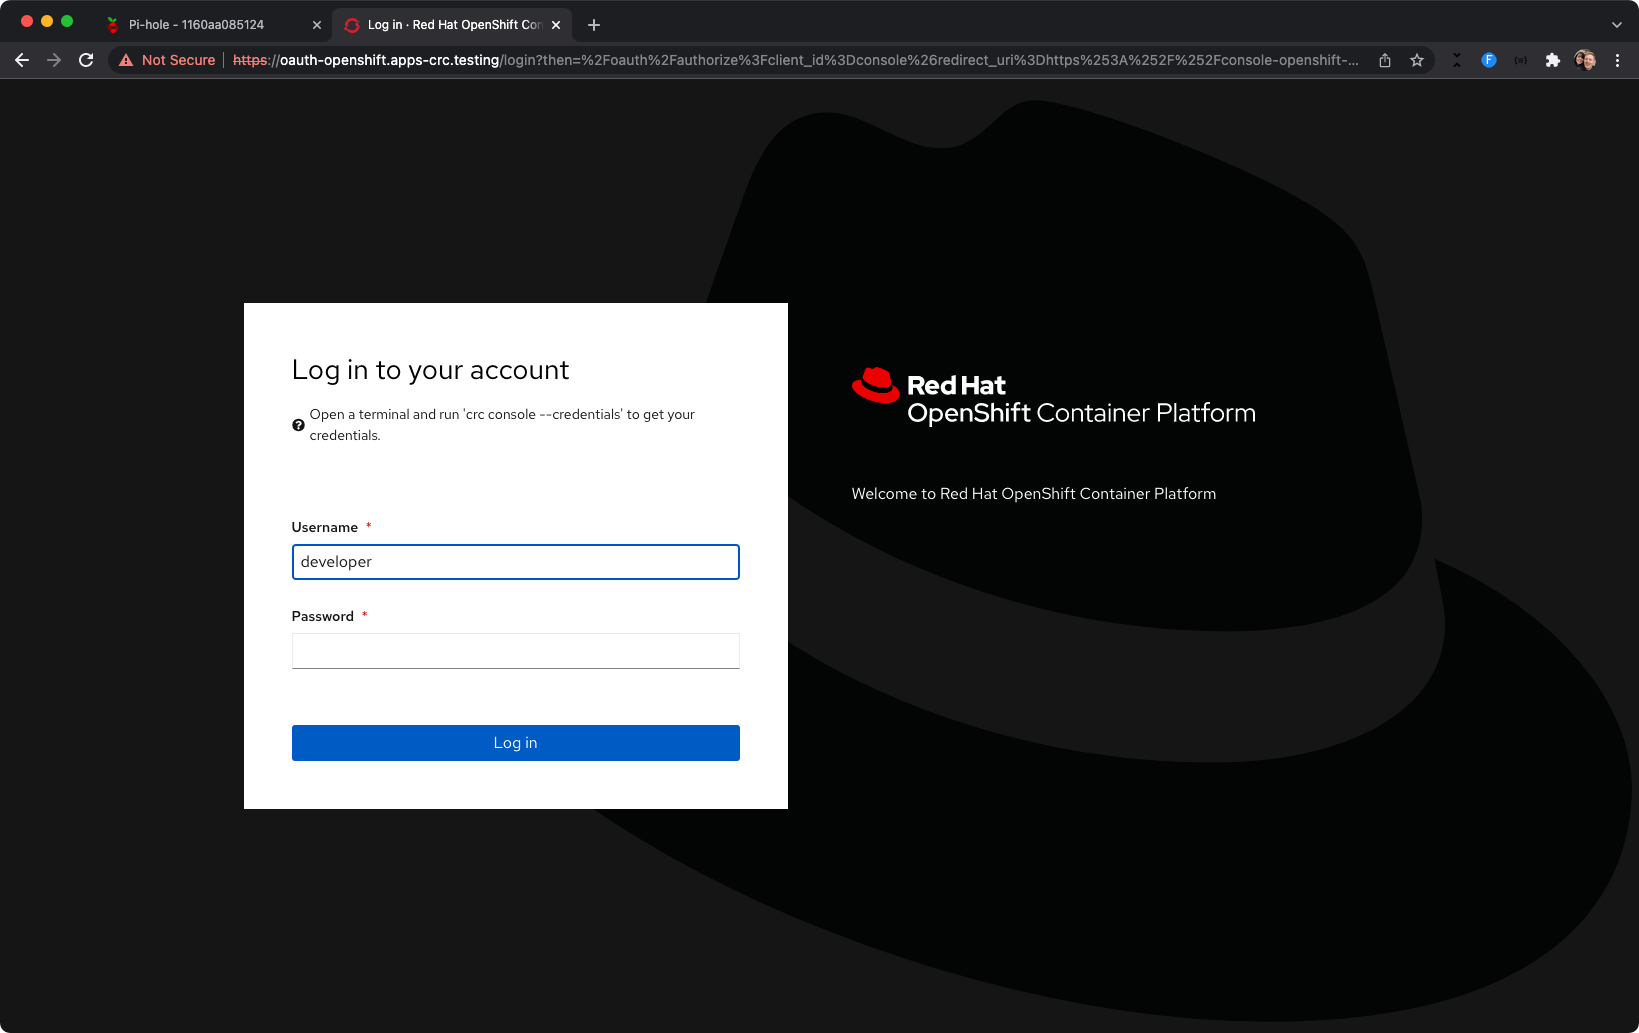 Pi-hole - 1160aa085124
Log in · Red Hat OpenShift Con
Not Secure
https://oauth-openshift.apps-crc.testing/login?then=%2Foauth%2Fauthorize%3Fclient_id%3Dconsole%26redirect_uri%3Dhttps%253A%252F%252Fconsole-openshift-...
F
Log in to your account
Open a terminal and run 'crc console --credentials' to get your
credentials.
Username *
developer
Password *
Log in
Red Hat
OpenShift Container Platform
Welcome to Red Hat OpenShift Container Platform